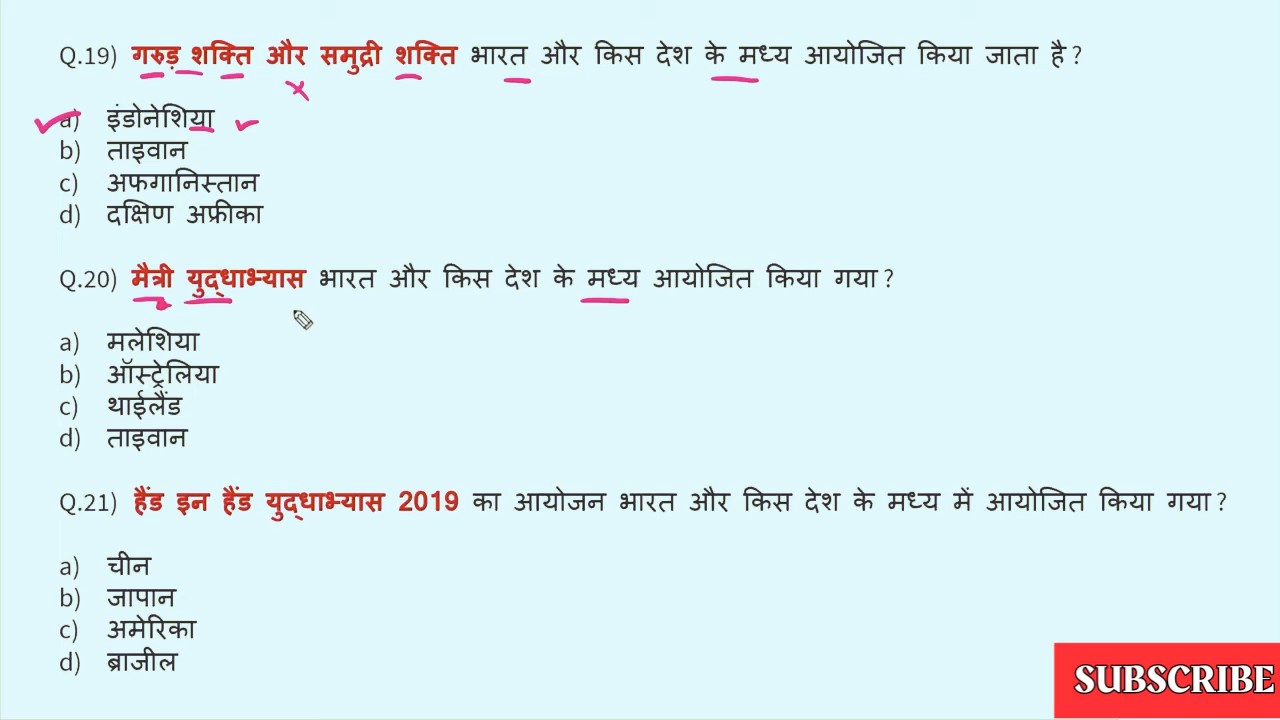 Q.19) गरुड़ शक्ति और समुद्री शक्ति भारत और किस देश के मध्य आयोजित किया जाता है?
a) इंडोनेशिया
b) ताइवान
c) अफगानिस्तान
d) दक्षिण अफ्रीका
Q.20) मैत्री युद्धाभ्यास भारत और किस देश के मध्य आयोजित किया गया?
a) मलेशिया
b) ऑस्ट्रेलिया
c) थाईलैंड
d) ताइवान
Q.21) हैंड इन हैंड युद्धाभ्यास 2019 का आयोजन भारत और किस देश के मध्य में आयोजित किया गया?
a) चीन
b) जापान
c) अमेरिका
d) ब्राजील
SUBSCRIBE